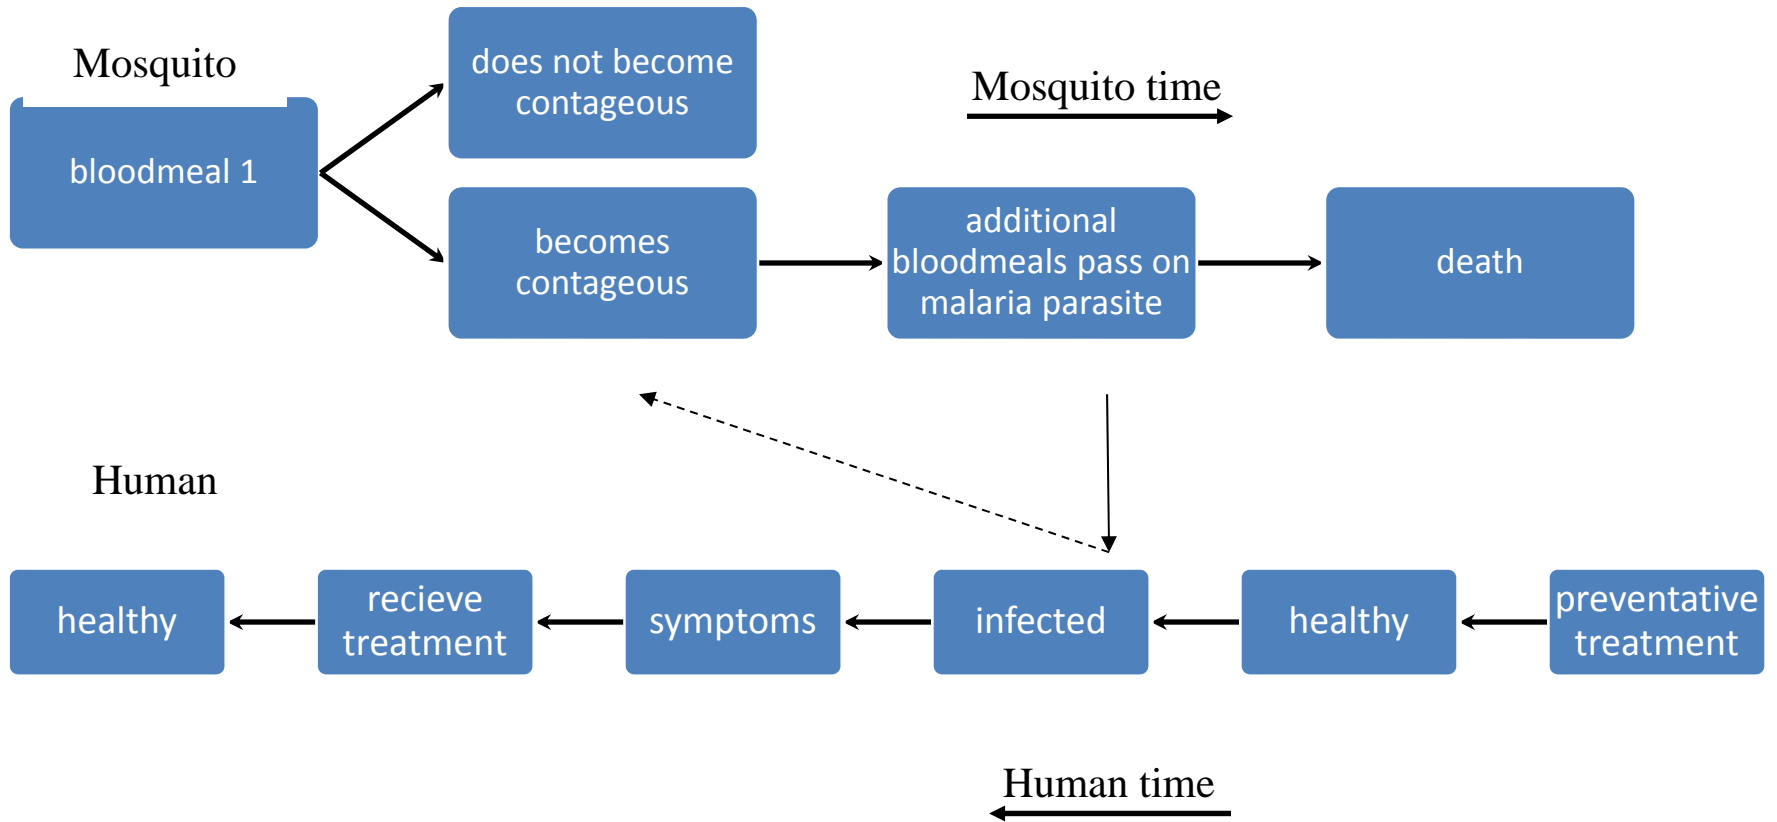 Mosquito
bloodmeal 1
does not become
contageous
becomes
contageous
Mosquito time
additional
bloodmeals pass on
malaria parasite
death
Human
healthy
recieve
treatment
symptoms
infected
healthy
preventative
treatment
Human time